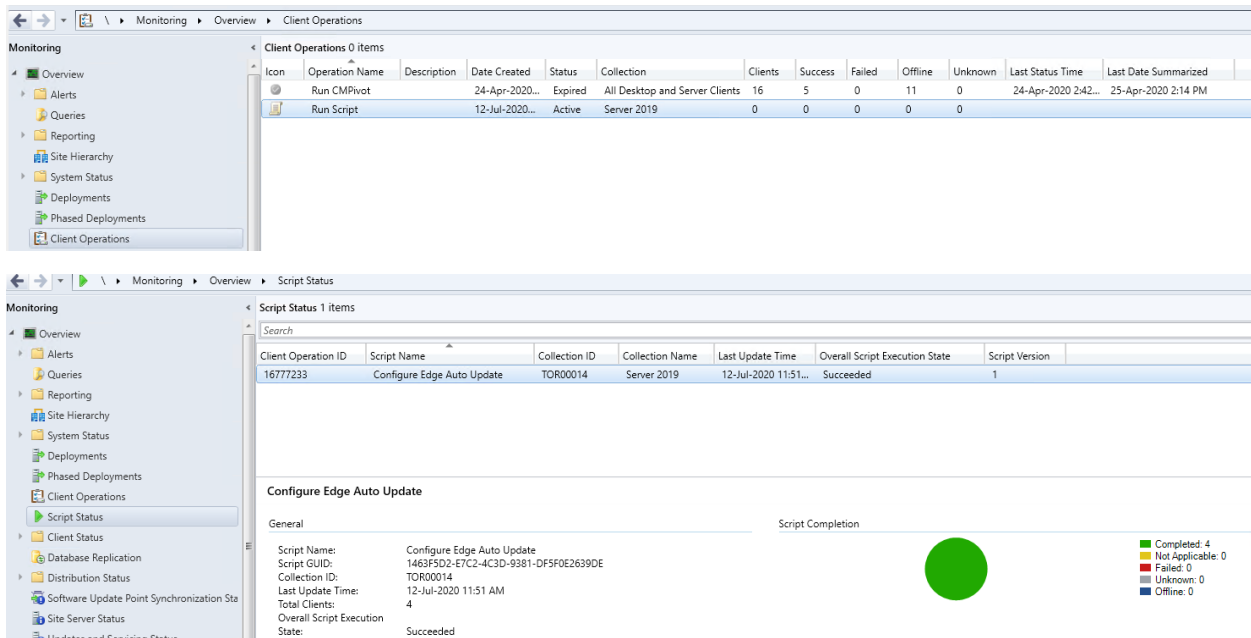 \ Monitoring Overview Client Operations
Monitoring
Overview
Alerts
Queries
Reporting
Site Hierarchy
System Status
Deployments
Phased Deployments
Client Operations
Client Operations 0 items
Icon Operation Name Description Date Created Status Collection Clients Success Failed Offline Unknown Last Status Time Last Date Summarized
Run CMPivot 24-Apr-2020... Expired All Desktop and Server Clients 16 5 0 11 0 24-Apr-2020 2:42... 25-Apr-2020 2:14 PM
Run Script 12-Jul-2020... Active Server 2019 0 0 0 0 0
\ Monitoring Overview Script Status
Monitoring
Overview
Alerts
Queries
Reporting
Site Hierarchy
System Status
Deployments
Phased Deployments
Client Operations
Script Status
Client Status
Database Replication
Distribution Status
Software Update Point Synchronization Sta
Site Server Status
Script Status 1 items
Search
Client Operation ID Script Name Collection ID Collection Name Last Update Time Overall Script Execution State Script Version
16777233 Configure Edge Auto Update TOR00014 Server 2019 12-Jul-2020 11:51... Succeeded 1
Configure Edge Auto Update
General
Script Name: Configure Edge Auto Update
Script GUID: 1463F5D2-E7C2-4C3D-9381-DF5F0E2639DE
Collection ID: TOR00014
Last Update Time: 12-Jul-2020 11:51 AM
Total Clients: 4
Overall Script Execution
State: Succeeded
Script Completion
Completed: 4
Not Applicable: 0
Failed: 0
Unknown: 0
Offline: 0